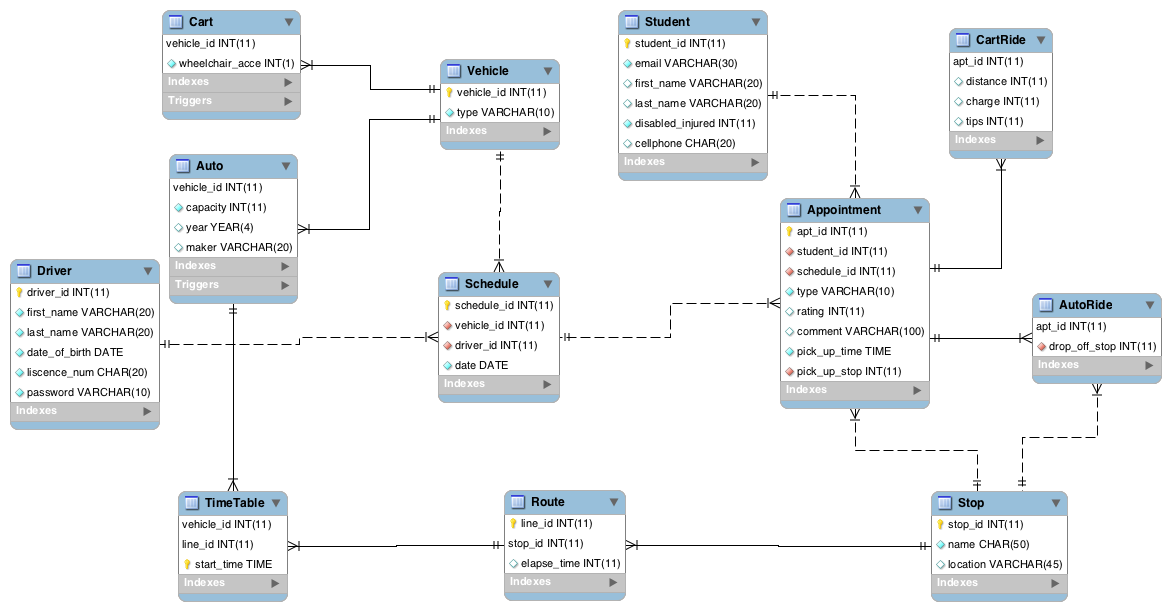 Cart
vehicle_id INT(11)
wheelchair_acce INT(1)
Indexes
Triggers
Vehicle
vehicle_id INT(11)
type VARCHAR(10)
Indexes
Student
student_id INT(11)
email VARCHAR(30)
first_name VARCHAR(20)
last_name VARCHAR(20)
disabled_injured INT(11)
cellphone CHAR(20)
Indexes
CartRide
apt_id INT(11)
distance INT(11)
charge INT(11)
tips INT(11)
Indexes
Auto
vehicle_id INT(11)
capacity INT(11)
year YEAR(4)
maker VARCHAR(20)
Indexes
Triggers
Driver
driver_id INT(11)
first_name VARCHAR(20)
last_name VARCHAR(20)
date_of_birth DATE
liscence_num CHAR(20)
password VARCHAR(10)
Indexes
Schedule
schedule_id INT(11)
vehicle_id INT(11)
driver_id INT(11)
date DATE
Indexes
Appointment
apt_id INT(11)
student_id INT(11)
schedule_id INT(11)
type VARCHAR(10)
rating INT(11)
comment VARCHAR(100)
pick_up_time TIME
pick_up_stop INT(11)
Indexes
AutoRide
apt_id INT(11)
drop_off_stop INT(11)
Indexes
TimeTable
vehicle_id INT(11)
line_id INT(11)
start_time TIME
Indexes
Route
line_id INT(11)
stop_id INT(11)
elapse_time INT(11)
Indexes
Stop
stop_id INT(11)
name CHAR(50)
location VARCHAR(45)
Indexes